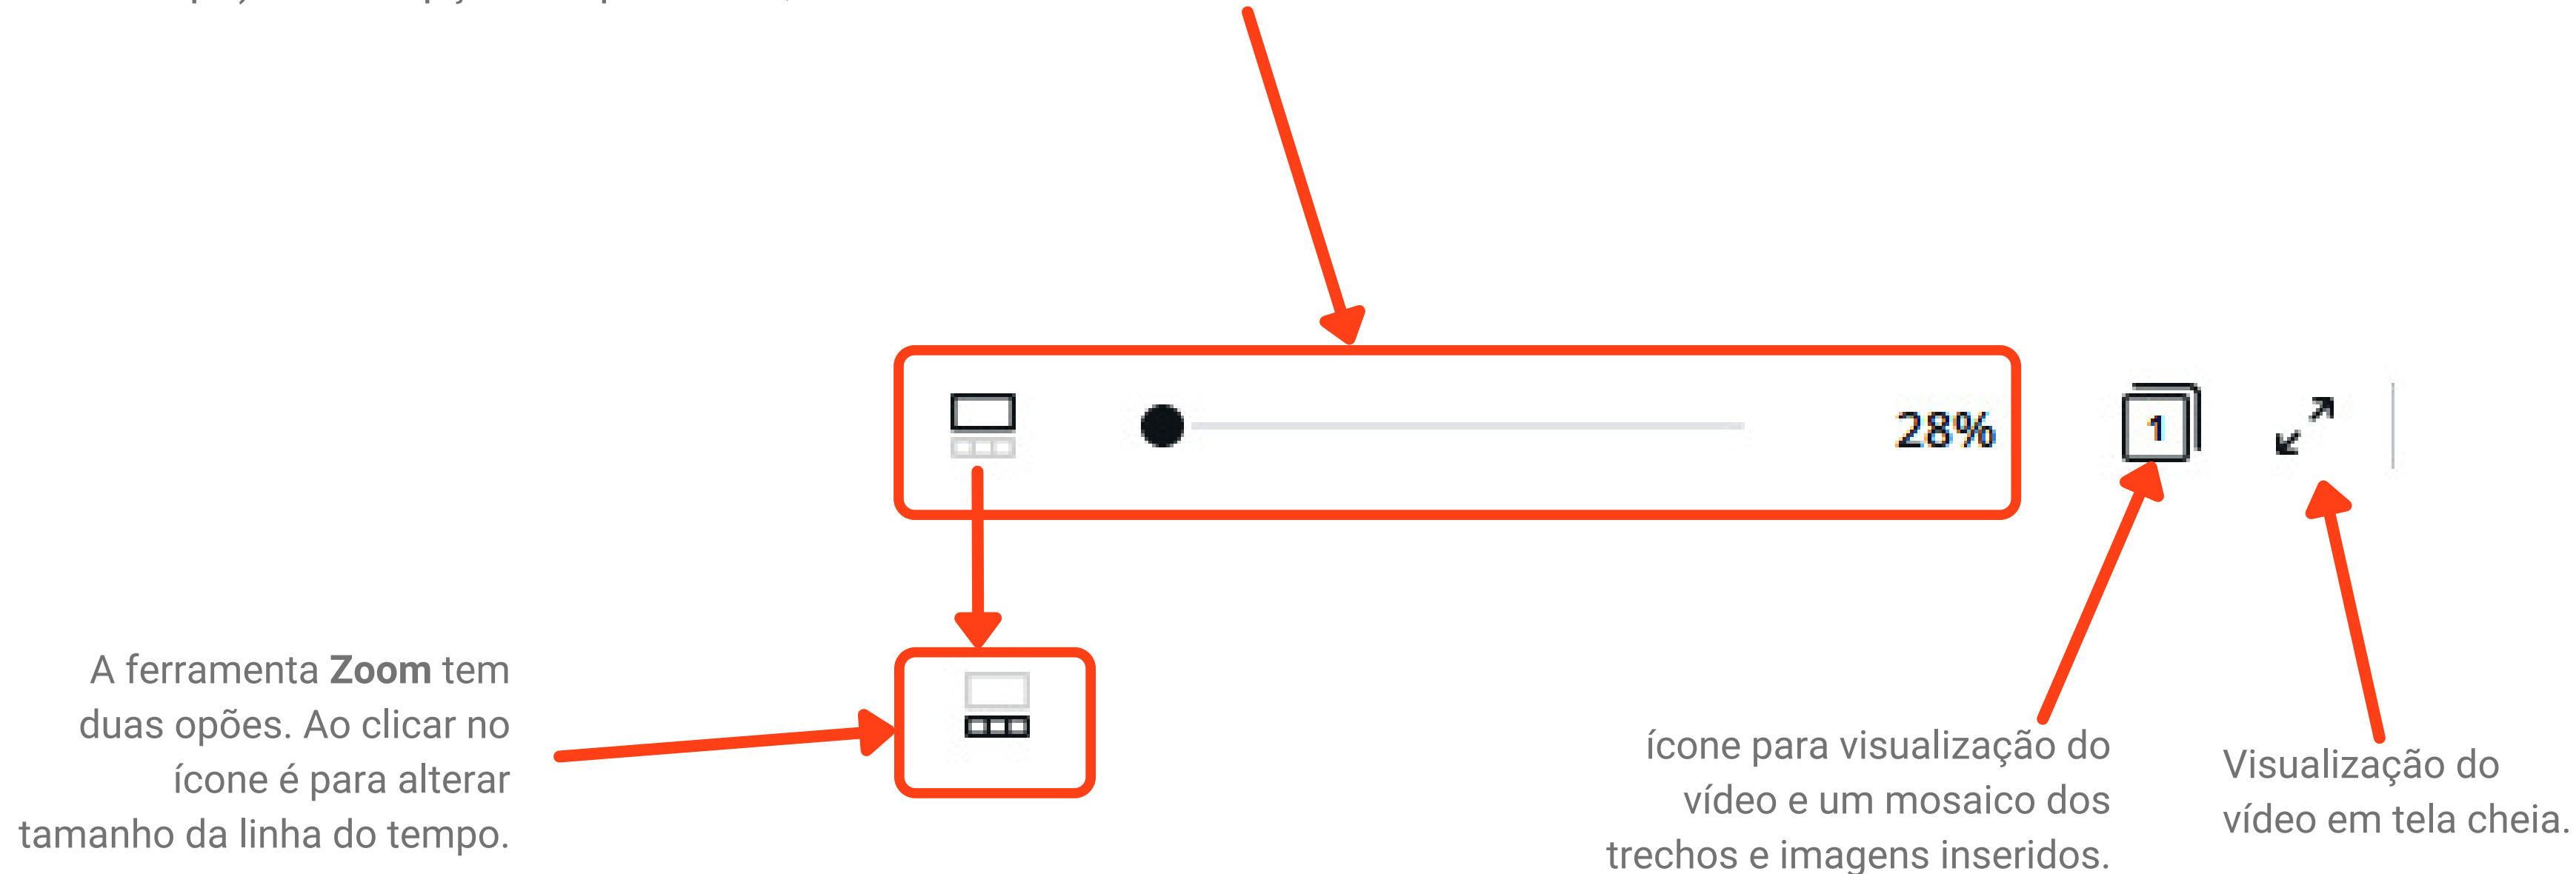 28%
1
A ferramenta Zoom tem
duas opões. Ao clicar no
ícone é para alterar
tamanho da linha do tempo.
ícone para visualização do
vídeo e um mosaico dos
trechos e imagens inseridos.
Visualização do
vídeo em tela cheia.